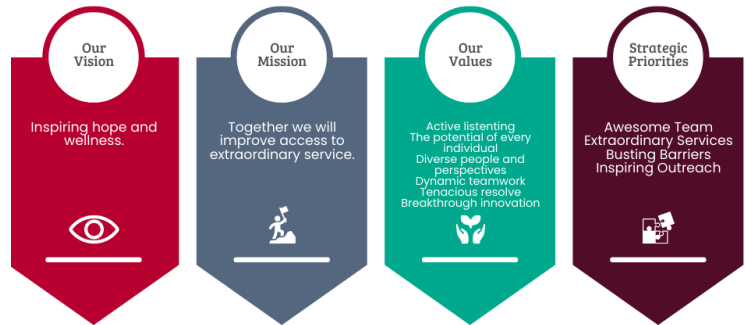 Our
Vision
Inspiring hope and
wellness.
Our
Mission
Together we will
improve access to
extraordinary service.
Our
Values
Active listenting
The potential of every
individual
Diverse people and
perspectives
Dynamic teamwork
Tenacious resolve
Breakthrough innovation
Strategic
Priorities
Awesome Team
Extraordinary Services
Busting Barriers
Inspiring Outreach